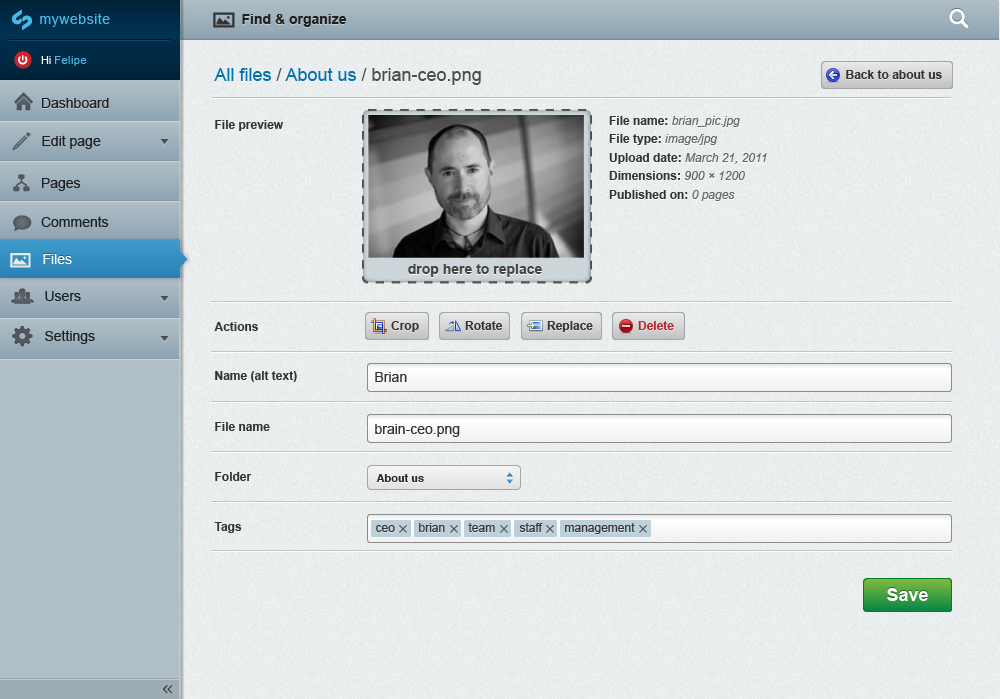 mywebsite
Hi Felipe
Dashboard
Edit page
Pages
Comments
Files
Users
Settings
«
Find & organize
All files / About us / brian-ceo.png
Back to about us
File preview
drop here to replace
File name: brian_pic.jpg
File type: image/jpg
Upload date: March 21, 2011
Dimensions: 900 × 1200
Published on: 0 pages
Actions
Crop Rotate Replace Delete
Name (alt text)
Brian
File name
brain-ceo.png
Folder
About us
Tags
ceo × brian × team × staff × management ×
Save